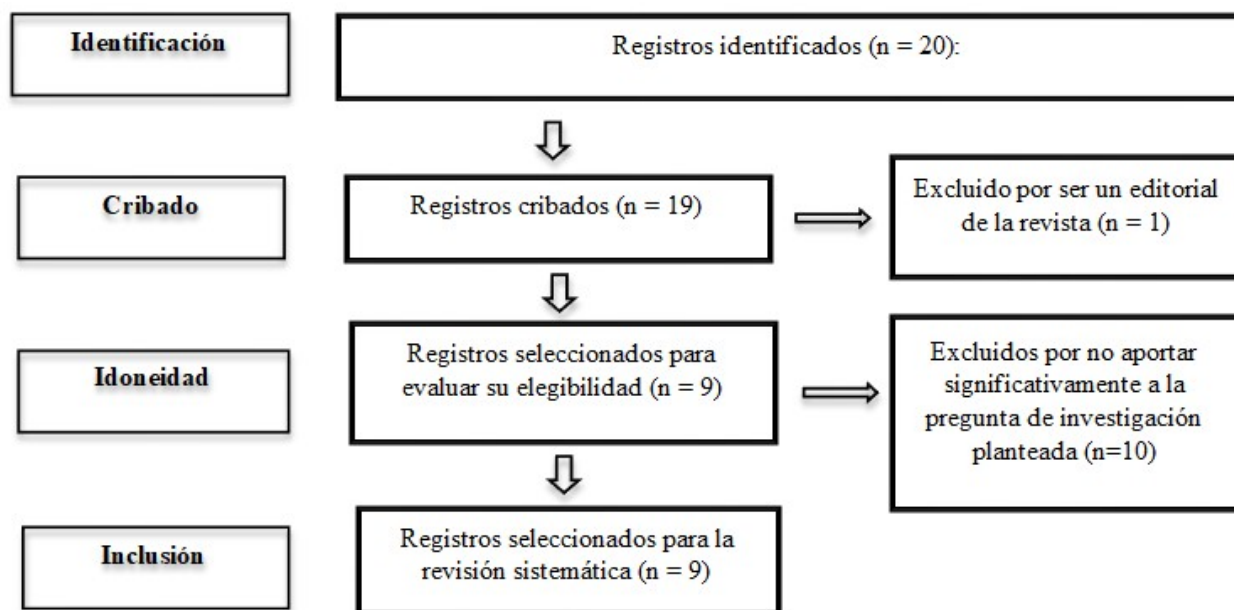 Identificación
Registros identificados (n = 20):
Cribado
Registros cribados (n = 19)
Excluido por ser un editorial
de la revista (n = 1)
Idoneidad
Registros seleccionados para
evaluar su elegibilidad (n = 9)
Excluidos por no aportar
significativamente a la
pregunta de investigación
planteada (n=10)
Inclusión
Registros seleccionados para la
revisión sistemática (n = 9)